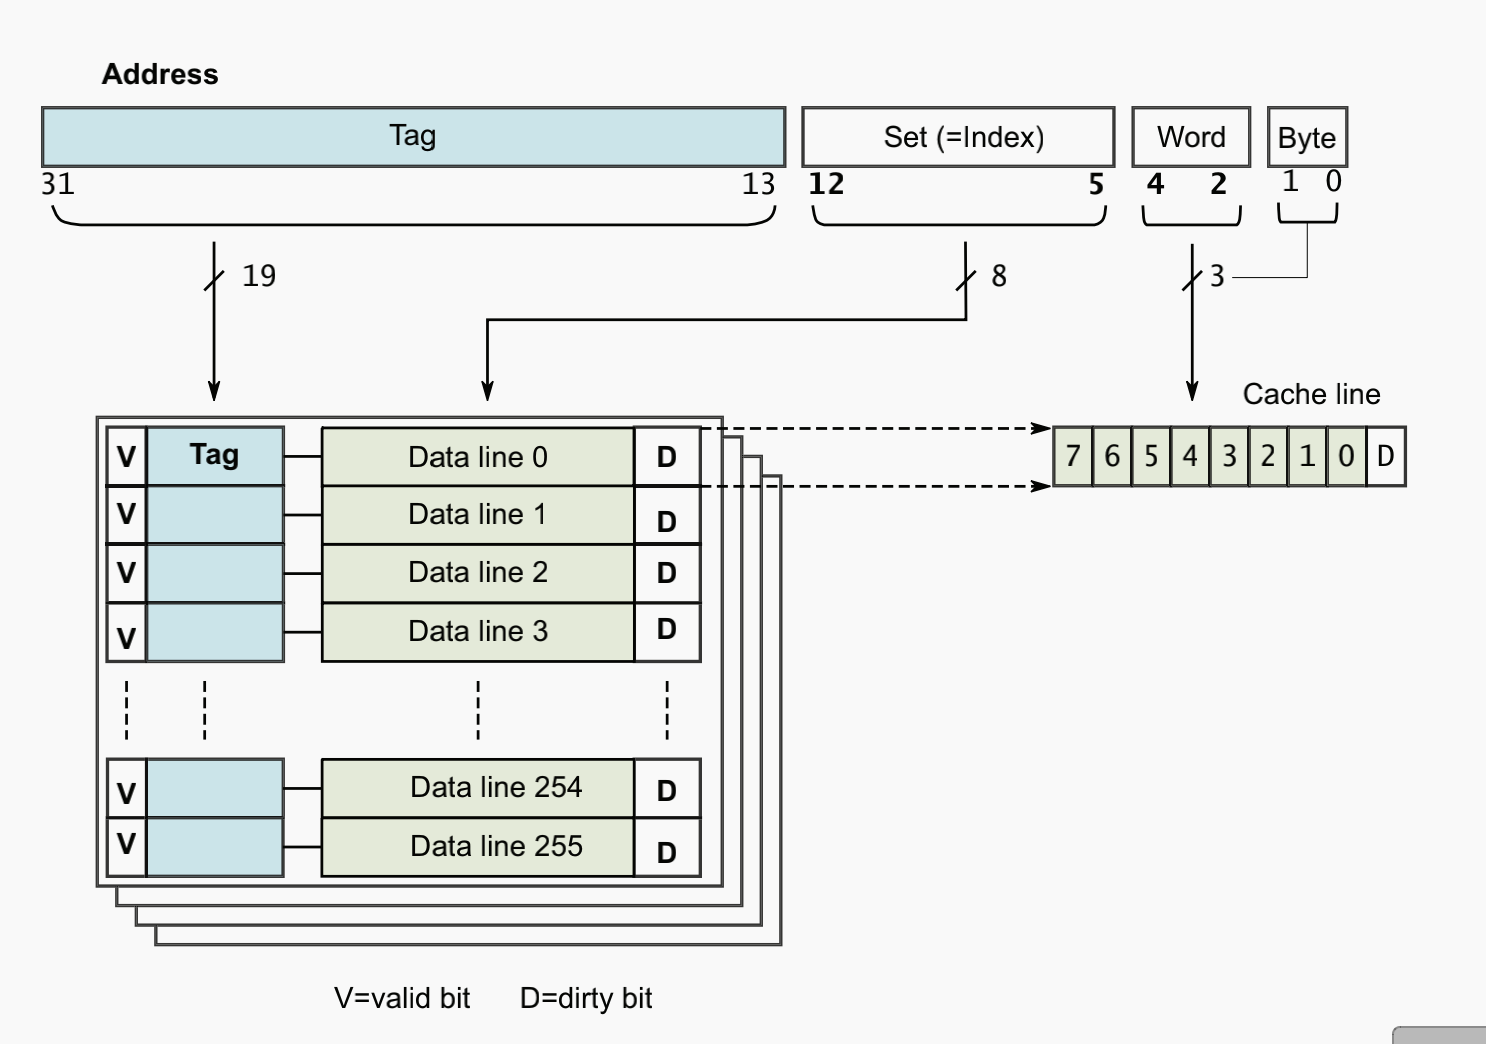 Address
Tag Set (=Index) Word Byte
31 13 12 5 4 2 1 0
19 8 3
Cache line
V Tag Data line 0 D 7 6 5 4 3 2 1 0 D
V Data line 1 D
V Data line 2 D
V Data line 3 D
V Data line 254 D
V Data line 255 D
V=valid bit D=dirty bit